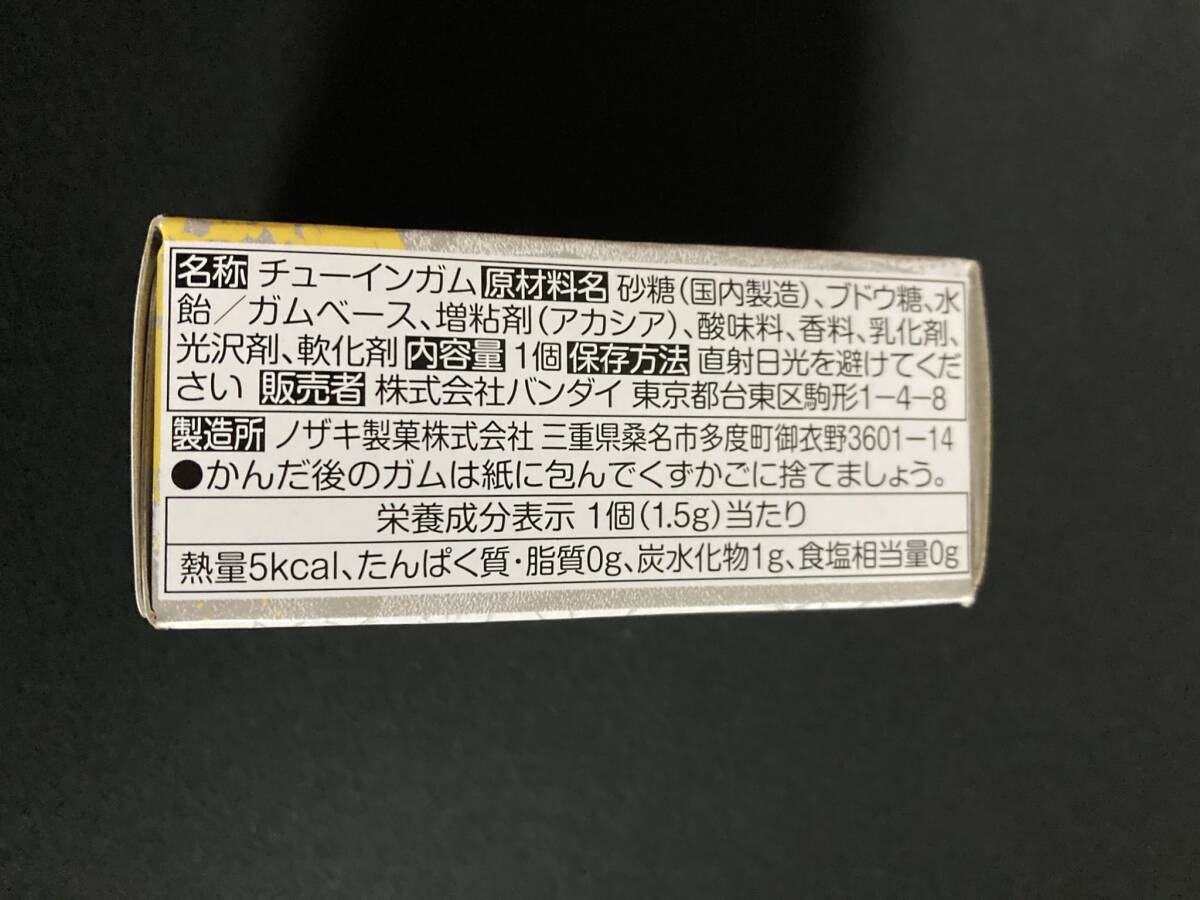 名称 チューインガム 原材料名 砂糖(国内製造)、ブドウ糖、水
飴/ガムベース、増粘剤(アカシア)、酸味料、香料、乳化剤、
光沢剤、軟化剤 内容量 1個 保存方法 直射日光を避けてくだ
さい 販売者 株式会社バンダイ 東京都台東区駒形1-4-8
製造所 ノザキ製菓株式会社 三重県桑名市多度町御衣野3601-14
●かんだ後のガムは紙に包んでくずかごに捨てましょう。
栄養成分表示 1個(1.5g)当たり
熱量5kcal、たんぱく質・脂質0g、炭水化物1g、食塩相当量0g